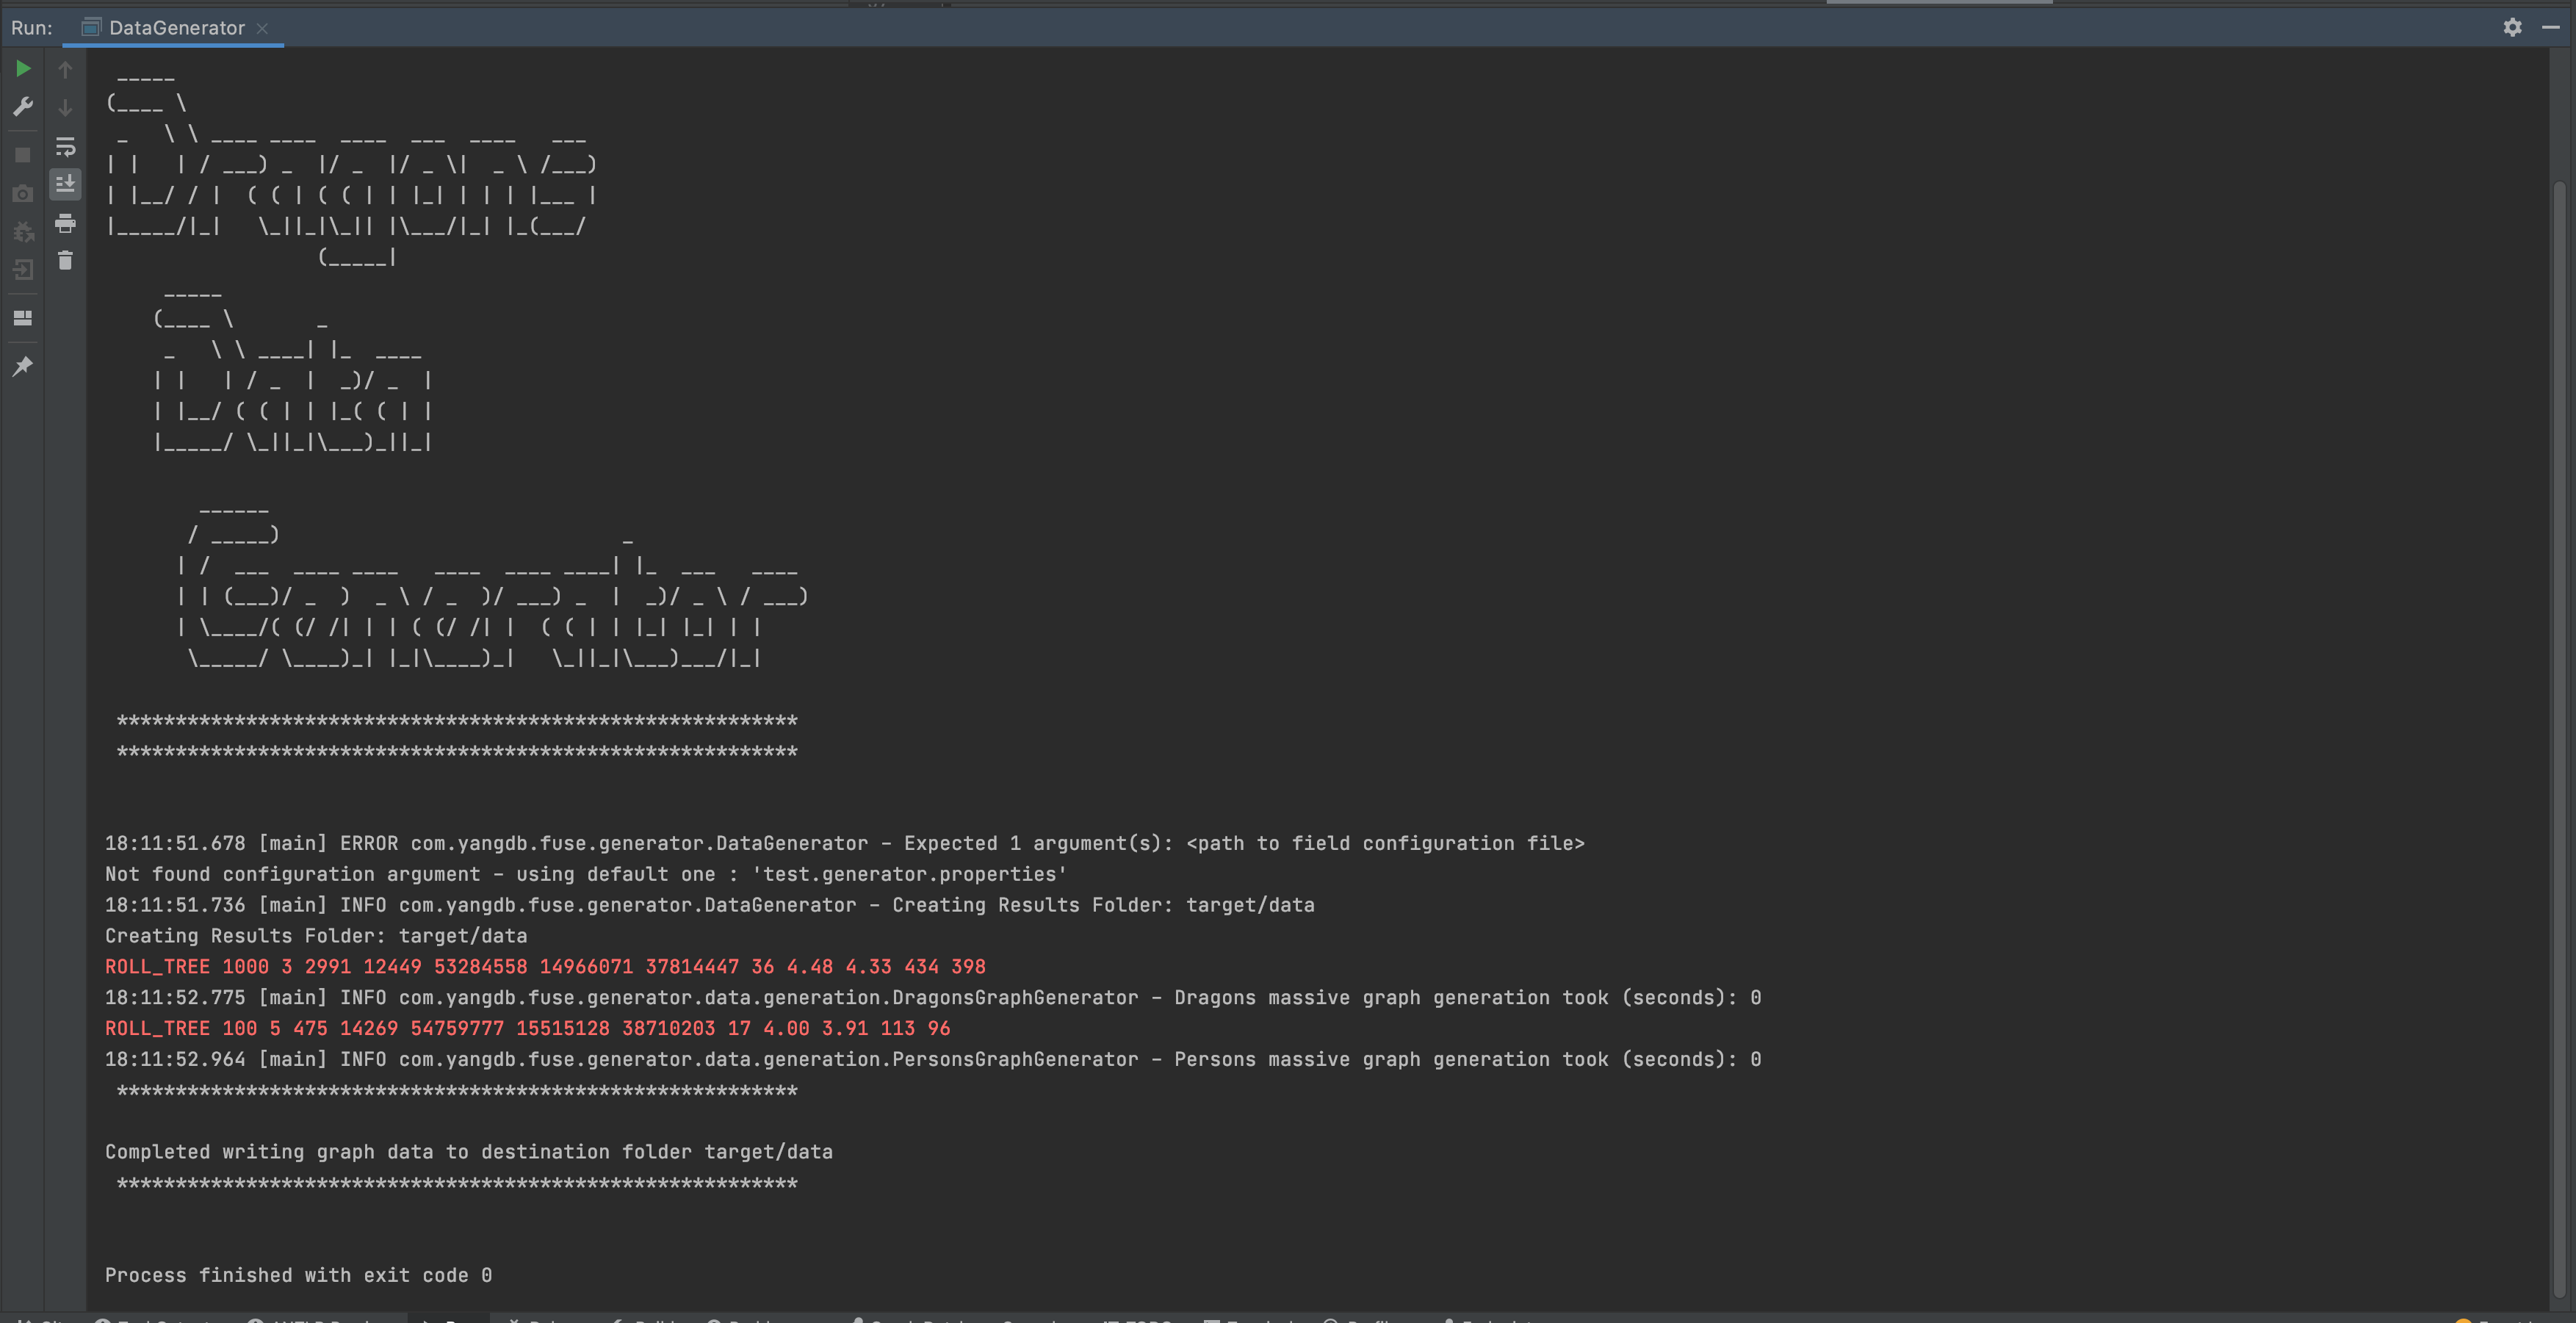 Run: DataGenerator
Dragons
Data
Generator
**********************************************************
**********************************************************
18:11:51.678 [main] ERROR com.yangdb.fuse.generator.DataGenerator - Expected 1 argument(s): <path to field configuration file>
Not found configuration argument - using default one : 'test.generator.properties'
18:11:51.736 [main] INFO com.yangdb.fuse.generator.DataGenerator - Creating Results Folder: target/data
Creating Results Folder: target/data
ROLL_TREE 1000 3 2991 12449 53284558 14966071 37814447 36 4.48 4.33 434 398
18:11:52.775 [main] INFO com.yangdb.fuse.generator.data.generation.DragonsGraphGenerator - Dragons massive graph generation took (seconds): 0
ROLL_TREE 100 5 475 14269 54759777 15515128 38710203 17 4.00 3.91 113 96
18:11:52.964 [main] INFO com.yangdb.fuse.generator.data.generation.PersonsGraphGenerator - Persons massive graph generation took (seconds): 0
**********************************************************
Completed writing graph data to destination folder target/data
**********************************************************
Process finished with exit code 0